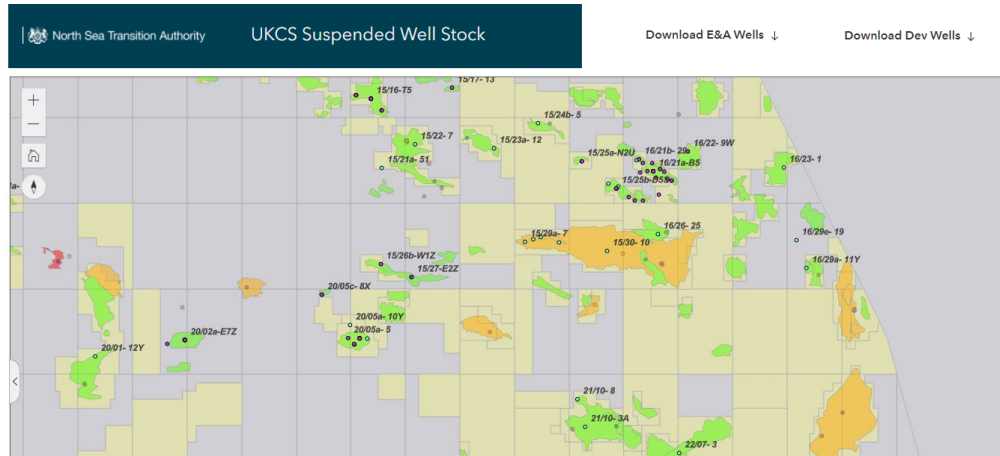 North Sea Transition Authority
UKCS Suspended Well Stock
Download E&A Wells ↓
Download Dev Wells ↓
+
−
15/17- 13
15/16-T5
15/24b- 5
15/22- 7
15/23a- 12
15/25a-N2U
16/21b- 29
16/22- 9W
15/21a- 51
16/21a-B5
16/23- 1
15/25b-D5S
16/26- 25
15/29a- 7
16/29c- 19
15/30- 10
15/26b-W1Z
16/29a- 11Y
15/27-E2Z
20/05c- 8X
20/05a- 10Y
20/02a-E7Z
20/05a- 5
20/01- 12Y
21/10- 8
21/10- 3A
22/07- 3